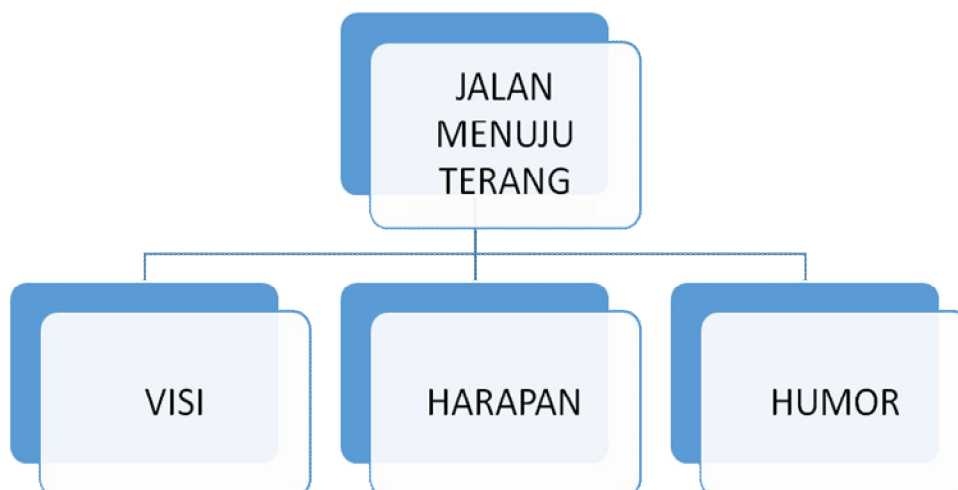 JALAN
MENUJU
TERANG
VISI
HARAPAN
HUMOR